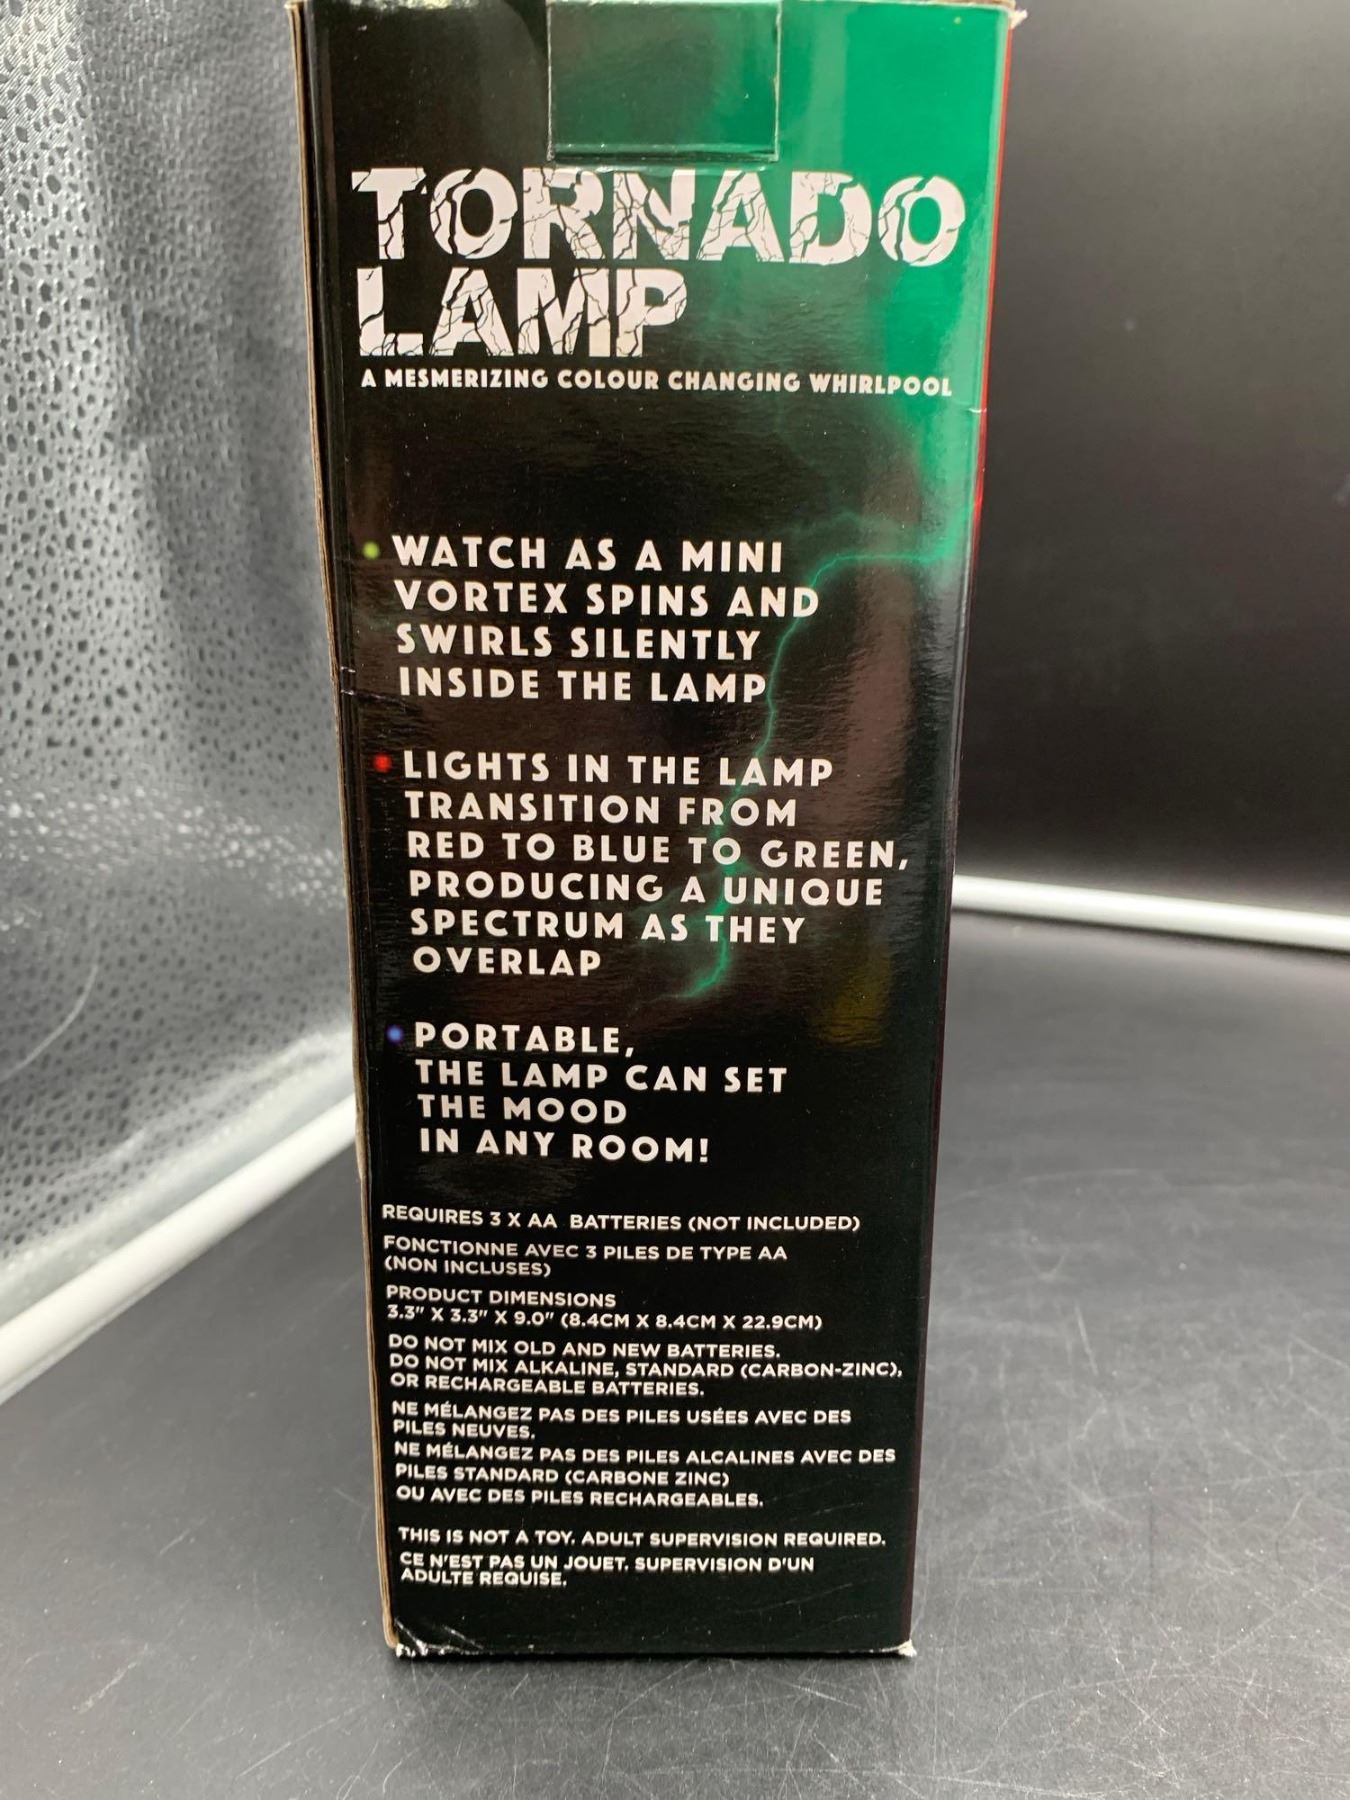 TORNADO
LAMP
A MESMERIZING COLOUR CHANGING WHIRLPOOL
WATCH AS A MINI
VORTEX SPINS AND
SWIRLS SILENTLY
INSIDE THE LAMP
LIGHTS IN THE LAMP
TRANSITION FROM
RED TO BLUE TO GREEN,
PRODUCING A UNIQUE
SPECTRUM AS THEY
OVERLAP
PORTABLE,
THE LAMP CAN SET
THE MOOD
IN ANY ROOM!
REQUIRES 3 X AA BATTERIES (NOT INCLUDED)
FONCTIONNE AVEC 3 PILES DE TYPE AA
(NON INCLUSES)
PRODUCT DIMENSIONS
3.3" X 3.3" X 9.0" (8.4CM X 8.4CM X 22.9CM)
DO NOT MIX OLD AND NEW BATTERIES.
DO NOT MIX ALKALINE, STANDARD (CARBON-ZINC),
OR RECHARGEABLE BATTERIES.
NE MÉLANGEZ PAS DES PILES USÉES AVEC DES
PILES NEUVES.
NE MÉLANGEZ PAS DES PILES ALCALINES AVEC DES
PILES STANDARD (CARBONE ZINC)
OU AVEC DES PILES RECHARGEABLES.
THIS IS NOT A TOY. ADULT SUPERVISION REQUIRED.
CE N'EST PAS UN JOUET. SUPERVISION D'UN
ADULTE REQUISE.